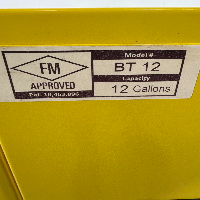 FM
APPROVED
Model #
BT 12
Capacity
12 Gallons